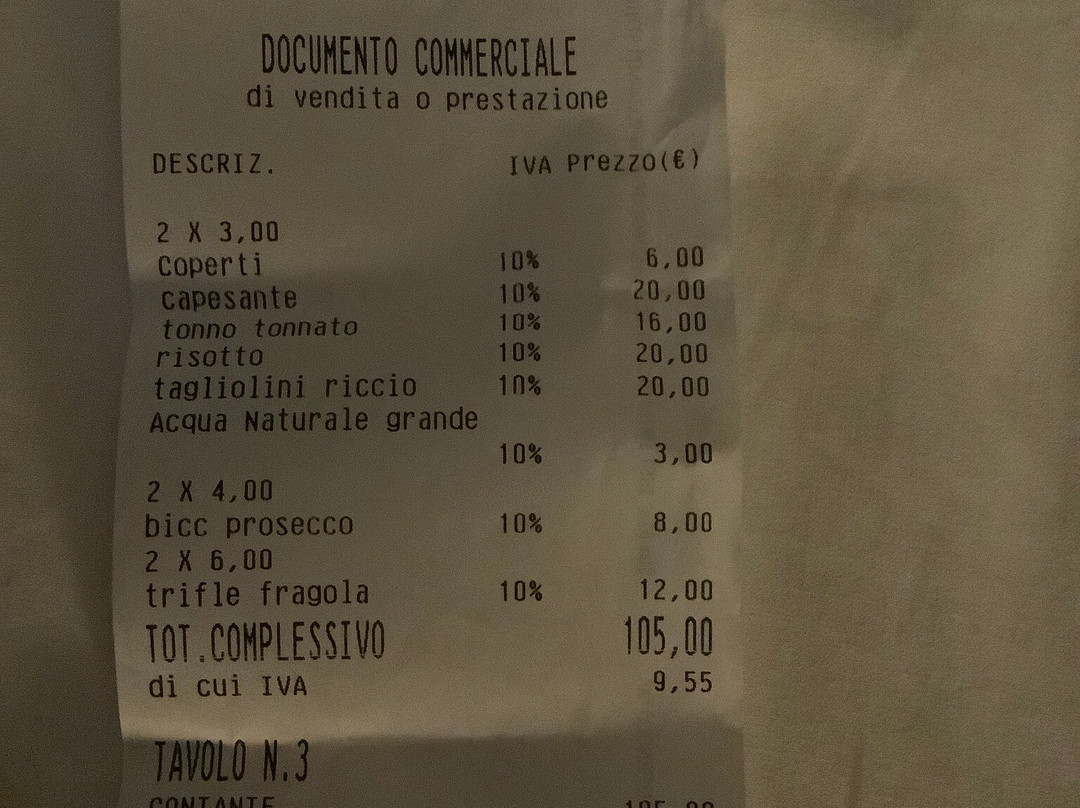 DOCUMENTO COMMERCIALE
di vendita o prestazione
DESCRIZ. IVA Prezzo(€)
2 X 3,00
Coperti 10% 6,00
capesante 10% 20,00
tonno tonnato 10% 16,00
risotto 10% 20,00
tagliolini riccio 10% 20,00
Acqua Naturale grande
10% 3,00
2 X 4,00
bicc prosecco 10% 8,00
2 X 6,00
trifle fragola 10% 12,00
TOT.COMPLESSIVO 105,00
di cui IVA 9,55
TAVOLO N.3
CONTANTE 105,00